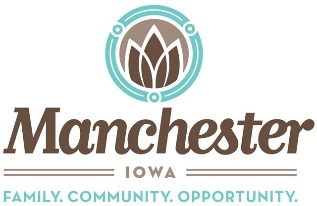 Manchester
IOWA
FAMILY. COMMUNITY. OPPORTUNITY.